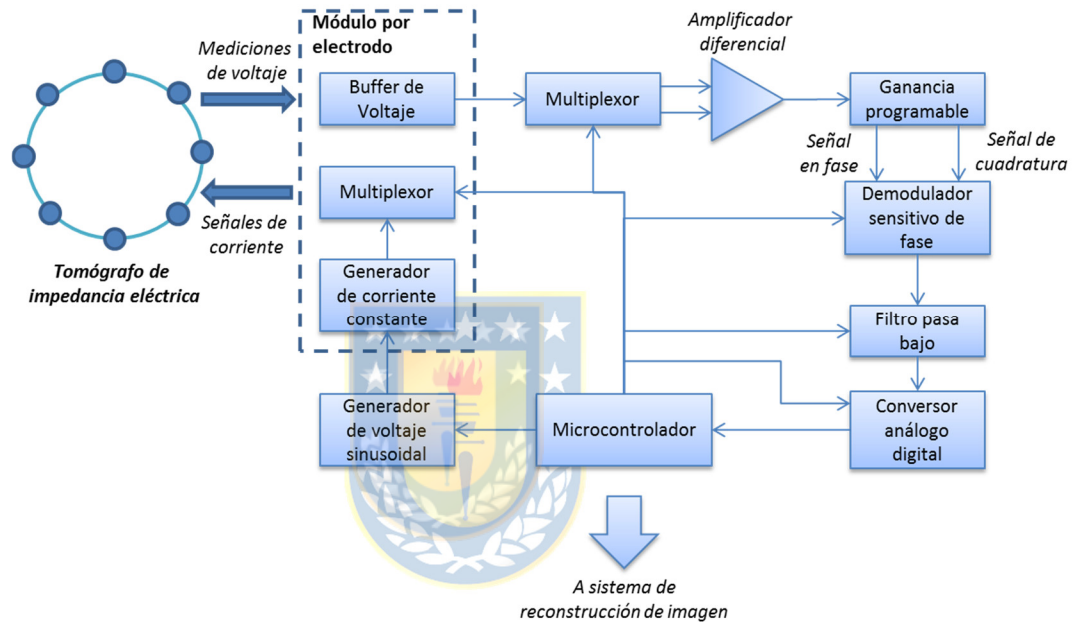 Módulo por
electrodo
Mediciones
de voltaje
Buffer de
Voltaje
Multiplexor
Amplificador
diferencial
Ganancia
programable
Señal
en fase
Señal de
cuadratura
Multiplexor
Señales de
corriente
Demodulador
sensitivo de
fase
Tomógrafo de
impedancia eléctrica
Generador
de corriente
constante
Filtro pasa
bajo
Generador
de voltaje
sinusoidal
Microcontrolador
Conversor
análogo
digital
A sistema de
reconstrucción de imagen